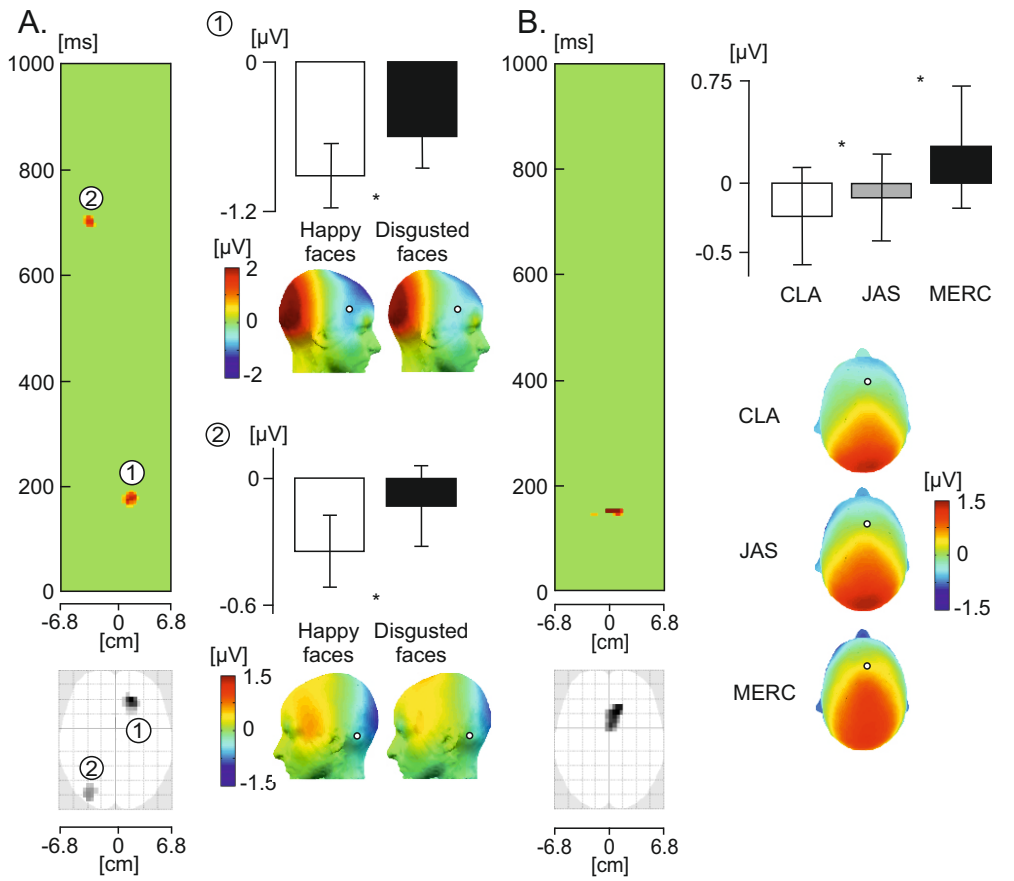 A.
[ms]
1000
800
600
400
200
0
2
1
-6.8 0 6.8
[cm]
1
2
-6.8 0 6.8
[cm]
1
[µV]
0
-1.2
*
Happy faces
Disgusted faces
[µV]
2
0
-2
2
[µV]
0
-0.6
*
Happy faces
Disgusted faces
[µV]
1.5
0
-1.5
B.
[ms]
1000
800
600
400
200
0
-6.8 0 6.8
[cm]
-6.8 0 6.8
[cm]
[µV]
0.75
0
-0.5
*
*
CLA JAS MERC
CLA
JAS
MERC
[µV]
1.5
0
-1.5